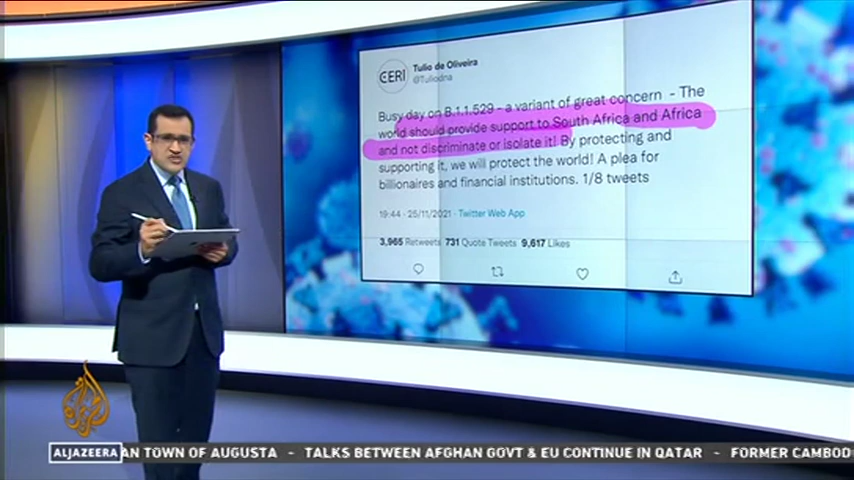 CERI
Tulio de Oliveira
@Tuliodna
Busy day on B.1.1.529 - a variant of great concern - The
world should provide support to South Africa and Africa
and not discriminate or isolate it! By protecting and
supporting it, we will protect the world! A plea for
billionaires and financial institutions. 1/8 tweets
19:44 · 25/11/2021 · Twitter Web App
3,965 Retweets 731 Quote Tweets 9,617 Likes
ALJAZEERA
AN TOWN OF AUGUSTA - TALKS BETWEEN AFGHAN GOVT & EU CONTINUE IN QATAR - FORMER CAMBOD